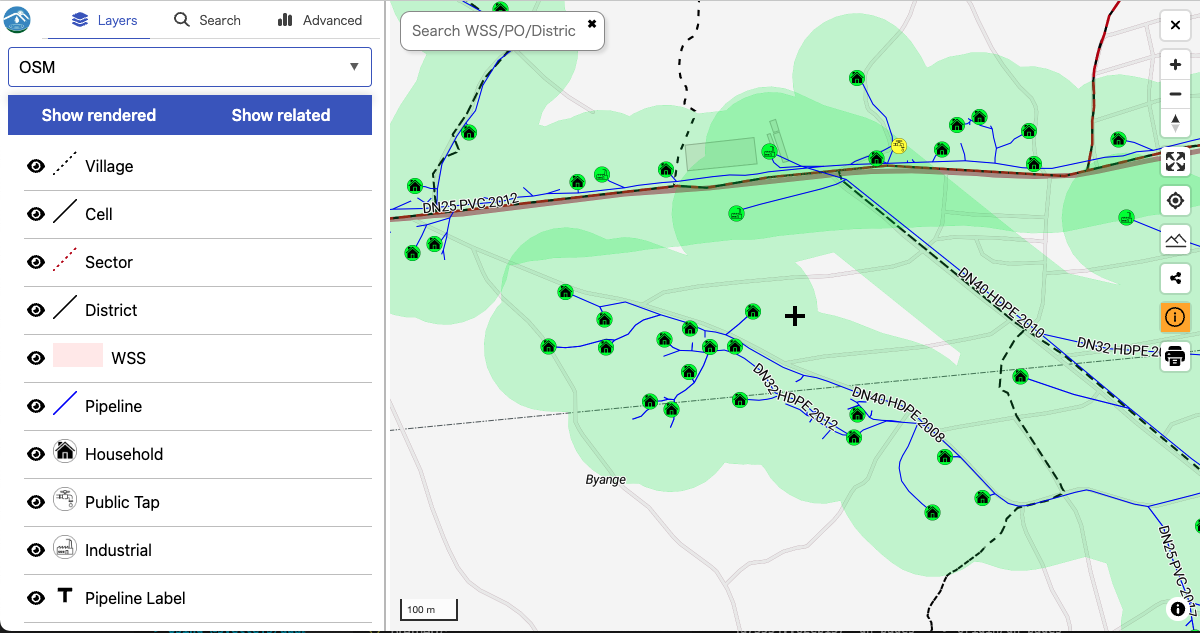 Layers
Search
Advanced
OSM
Show rendered
Show related
Village
Cell
Sector
District
WSS
Pipeline
Household
Public Tap
Industrial
Pipeline Label
Search WSS/PO/Distric
DN25 PVC 2012
DN40 HDPE 2010
DN32 HDPE 2
DN32 HDPE 2012
DN40 HDPE 2008
Byange
DN25 PVC 2017
100 m